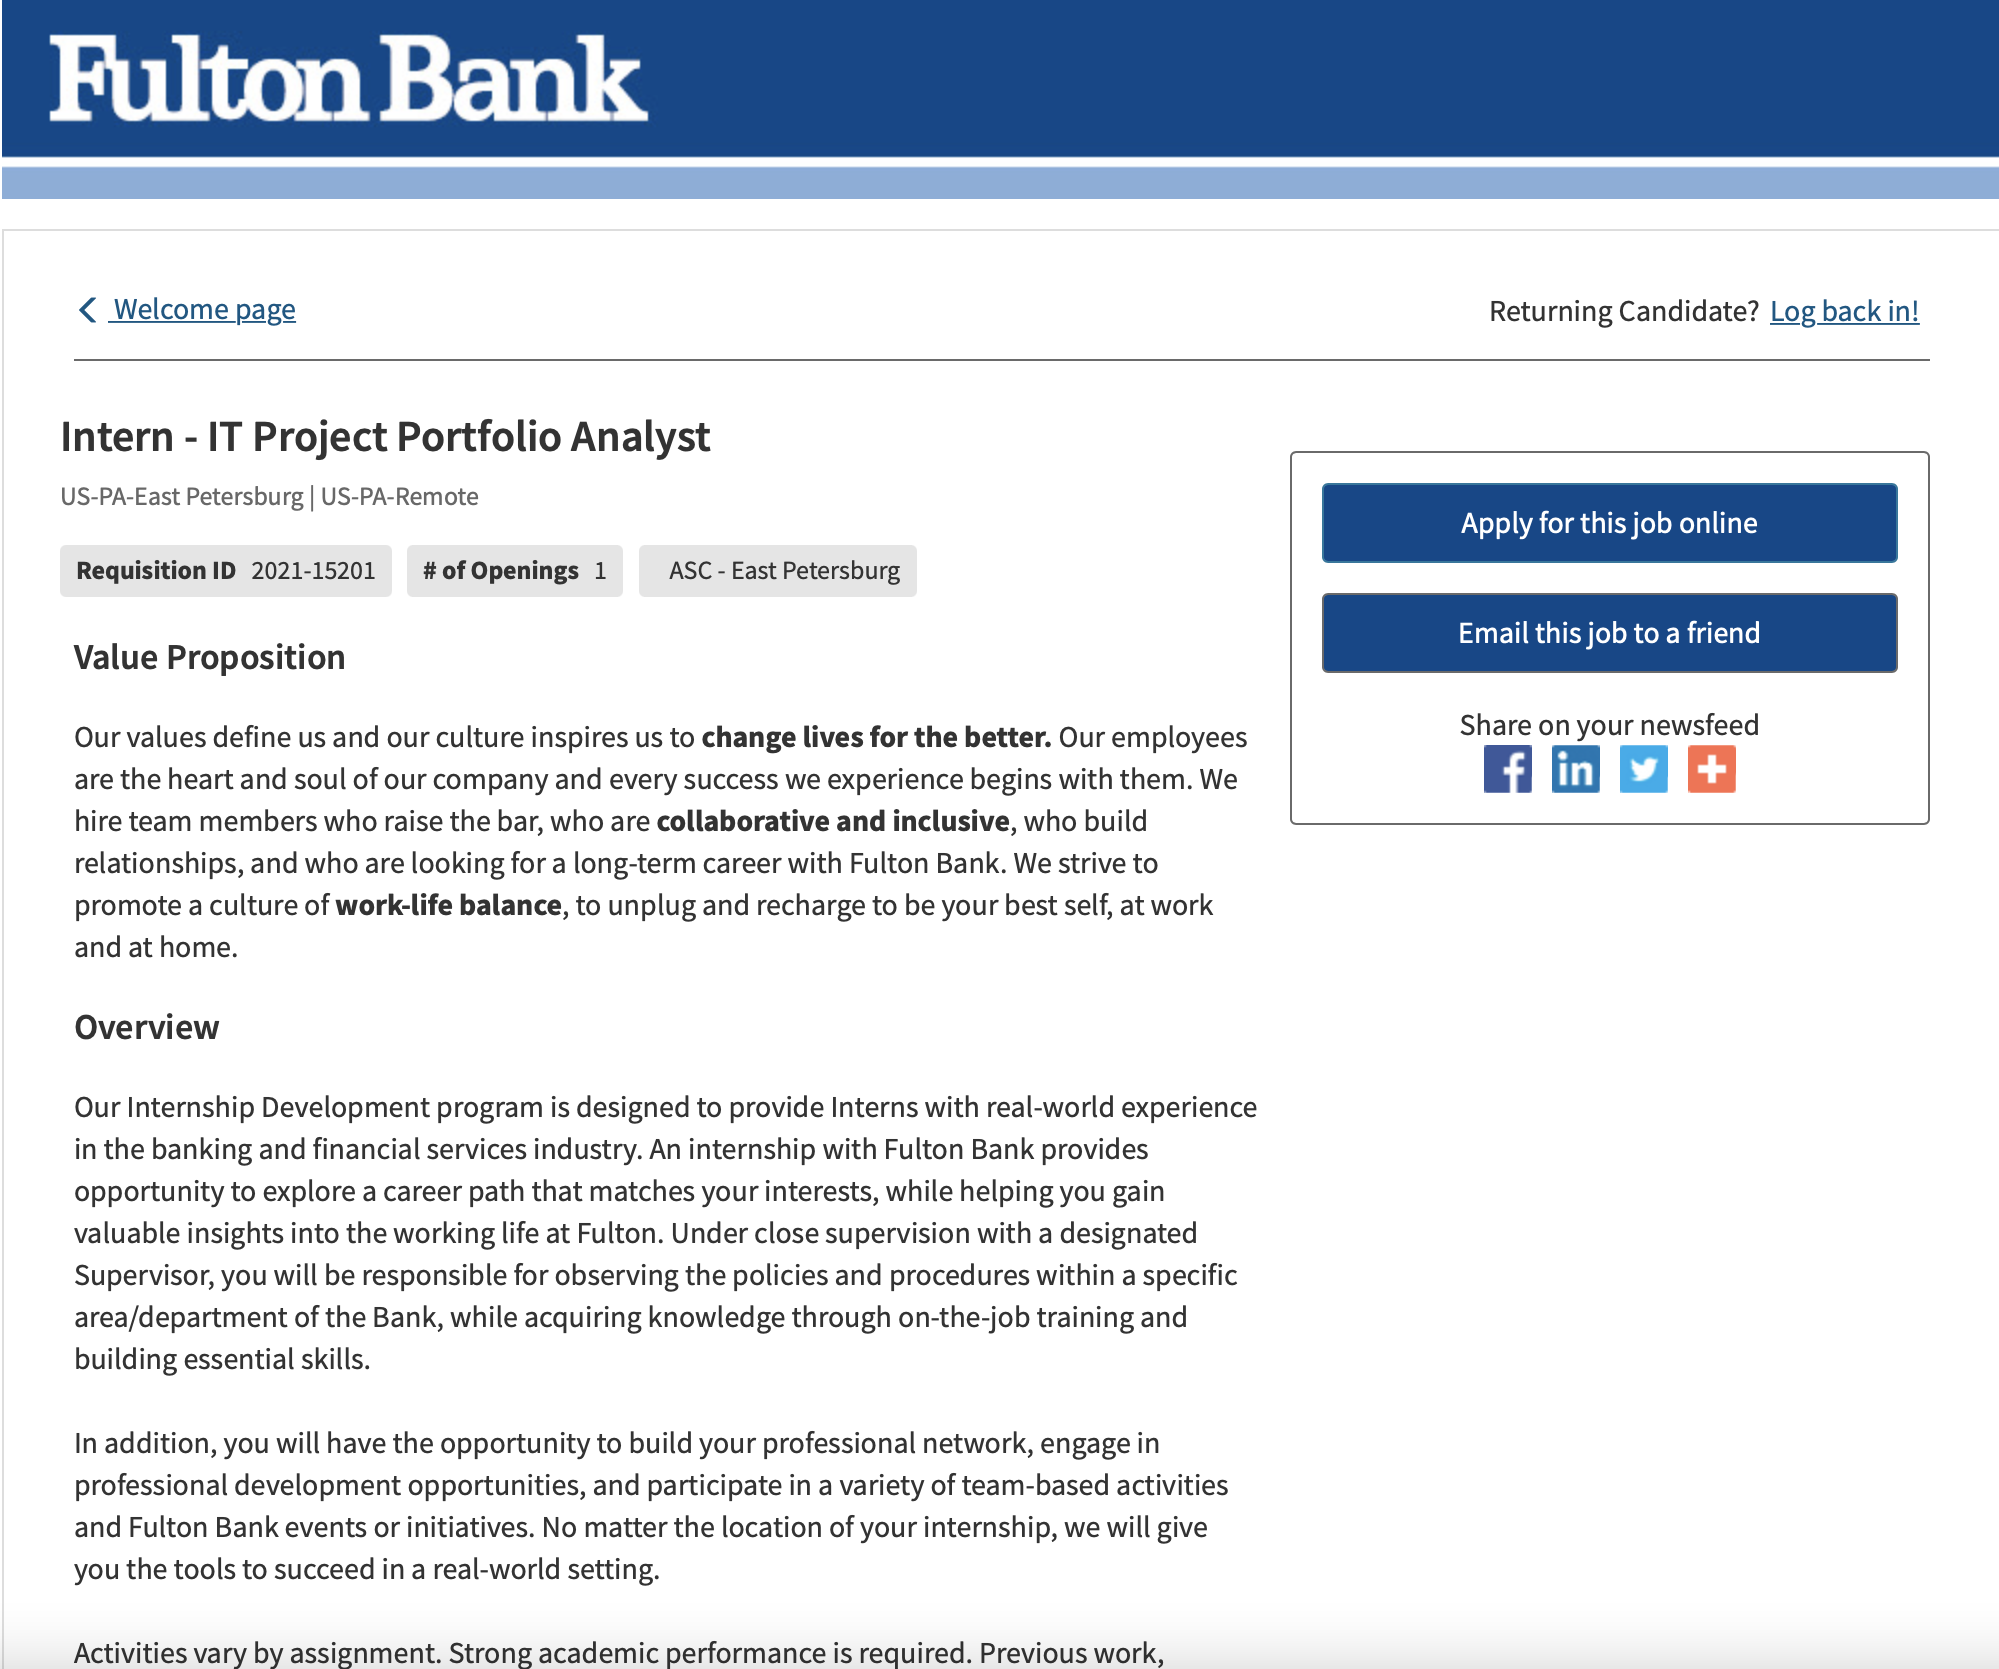 Fulton Bank
Welcome page
Returning Candidate? Log back in!
Intern - IT Project Portfolio Analyst
US-PA-East Petersburg | US-PA-Remote
Requisition ID 2021-15201 # of Openings 1 ASC - East Petersburg
Value Proposition
Our values define us and our culture inspires us to change lives for the better. Our employees
are the heart and soul of our company and every success we experience begins with them. We
hire team members who raise the bar, who are collaborative and inclusive, who build
relationships, and who are looking for a long-term career with Fulton Bank. We strive to
promote a culture of work-life balance, to unplug and recharge to be your best self, at work
and at home.
Overview
Our Internship Development program is designed to provide Interns with real-world experience
in the banking and financial services industry. An internship with Fulton Bank provides
opportunity to explore a career path that matches your interests, while helping you gain
valuable insights into the working life at Fulton. Under close supervision with a designated
Supervisor, you will be responsible for observing the policies and procedures within a specific
area/department of the Bank, while acquiring knowledge through on-the-job training and
building essential skills.
In addition, you will have the opportunity to build your professional network, engage in
professional development opportunities, and participate in a variety of team-based activities
and Fulton Bank events or initiatives. No matter the location of your internship, we will give
you the tools to succeed in a real-world setting.
Activities vary by assignment. Strong academic performance is required. Previous work,
Apply for this job online
Email this job to a friend
Share on your newsfeed